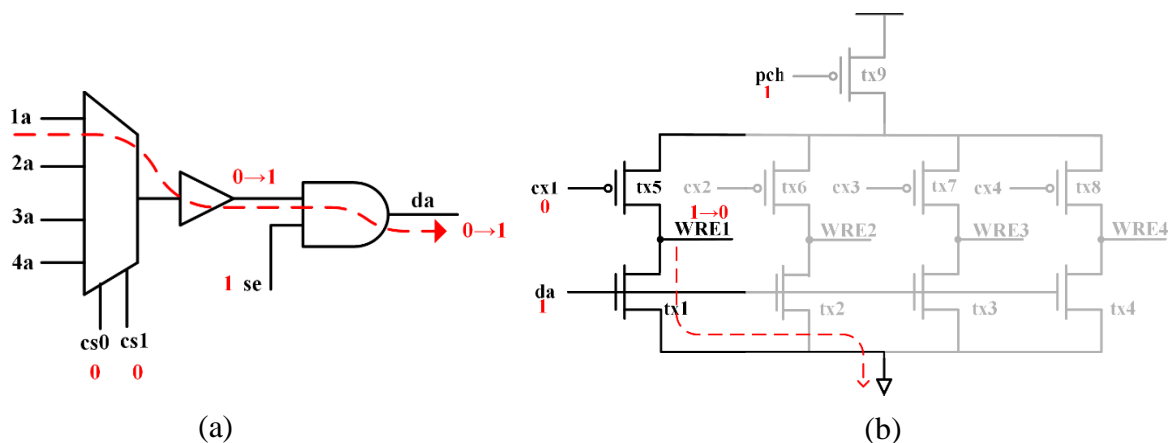 1a
2a
3a
4a
0→1
da
0→1
1 se
cs0 cs1
0 0
(a)
pch
1
tx9
cx1
0
tx5
cx2
tx6
cx3
tx7
cx4
tx8
1→0
WRE1
WRE2
WRE3
WRE4
da
1
tx1
tx2
tx3
tx4
(b)